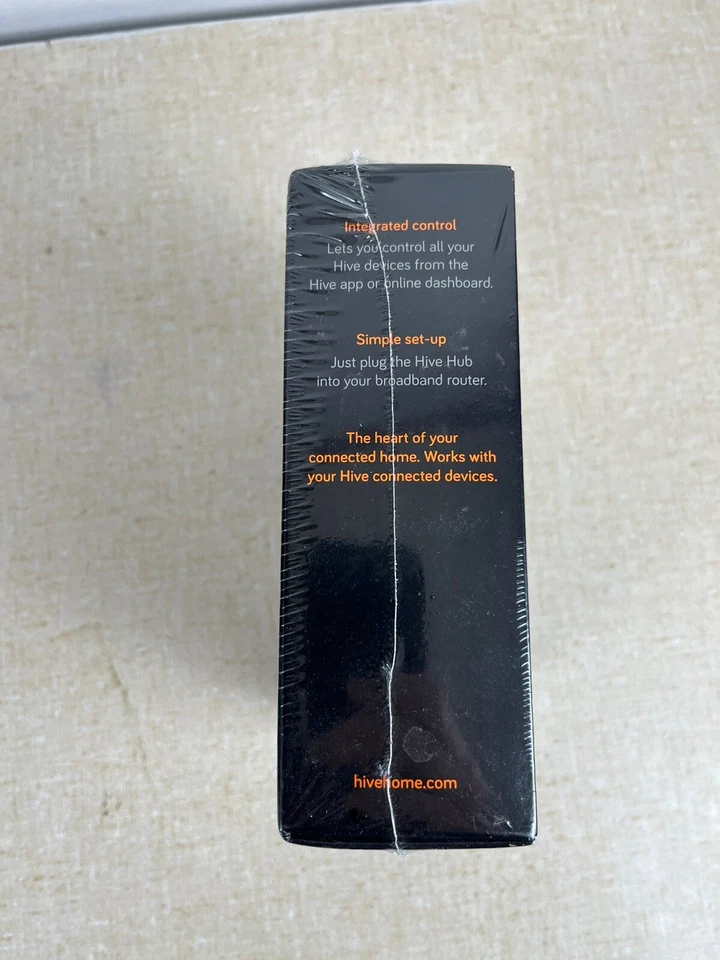 Integrated control
Lets you control all your
Hive devices from the
Hive app or online dashboard.
Simple set-up
Just plug the Hive Hub
into your broadband router.
The heart of your
connected home. Works with
your Hive connected devices.
hivehome.com